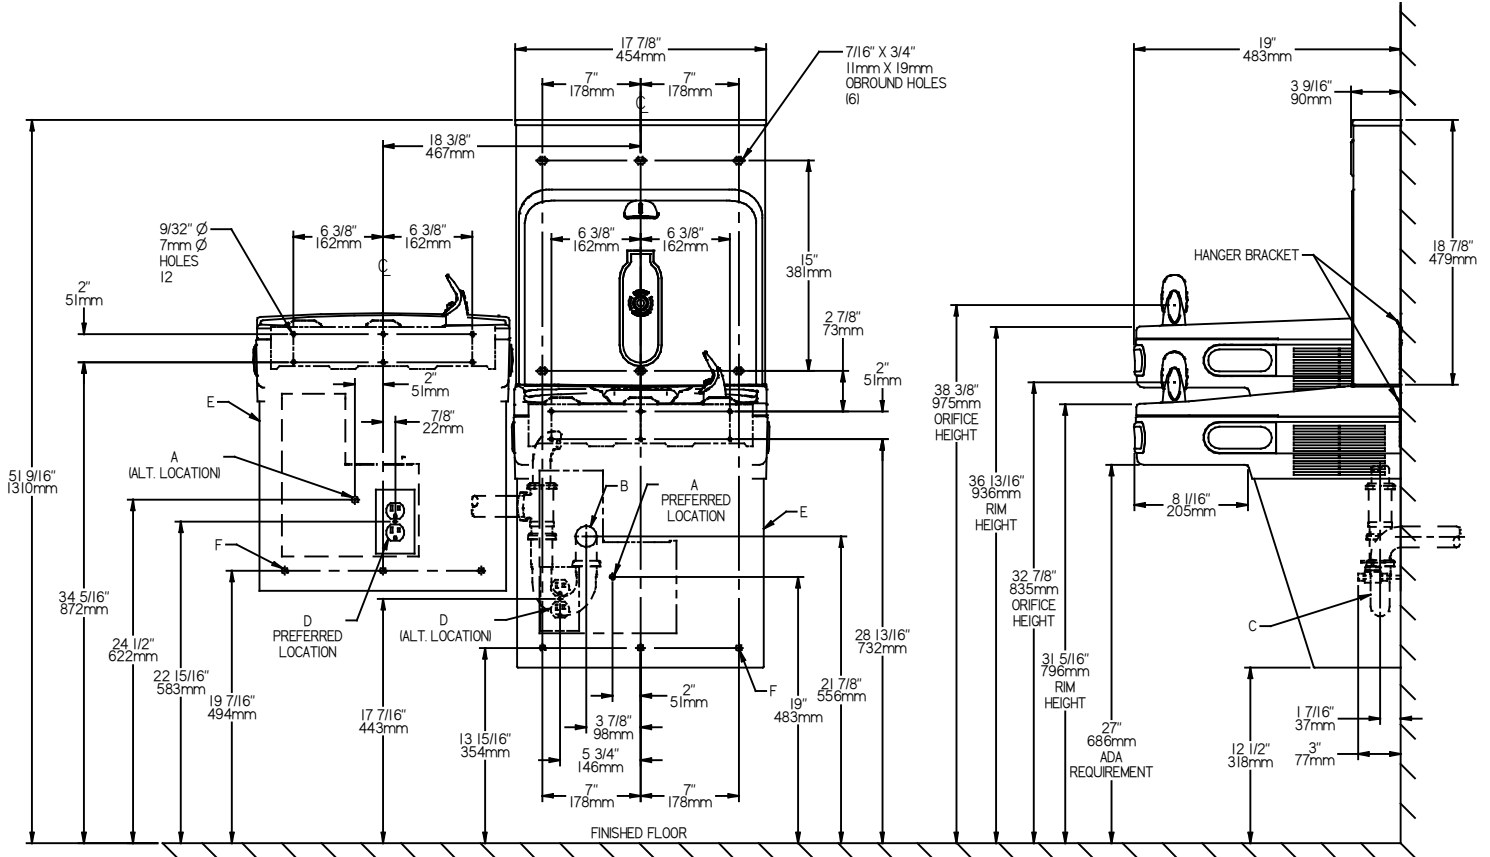 17 7/8"
454mm
7"
178mm
7"
178mm
℄
7/16" X 3/4"
11mm X 19mm
OBROUND HOLES
(6)
19"
483mm
3 9/16"
90mm
18 3/8"
467mm
9/32" Ø
7mm Ø
HOLES
12
6 3/8"
162mm
6 3/8"
162mm
℄
6 3/8"
162mm
6 3/8"
162mm
15"
381mm
HANGER BRACKET
18 7/8"
479mm
2"
51mm
2 7/8"
73mm
2"
51mm
2"
51mm
E
7/8"
22mm
38 3/8"
975mm
ORIFICE
HEIGHT
51 9/16"
1310mm
A
(ALT. LOCATION)
B
A
PREFERRED
LOCATION
E
36 13/16"
936mm
RIM
HEIGHT
8 1/16"
205mm
F
34 5/16"
872mm
D
PREFERRED
LOCATION
D
(ALT. LOCATION)
32 7/8"
835mm
ORIFICE
HEIGHT
C
24 1/2"
622mm
28 13/16"
732mm
22 15/16"
583mm
31 5/16"
796mm
RIM
HEIGHT
19 7/16"
494mm
2"
51mm
F
19"
483mm
21 7/8"
556mm
17 7/16"
443mm
3 7/8"
98mm
1 7/16"
37mm
13 15/16"
354mm
5 3/4"
146mm
27"
686mm
ADA
REQUIREMENT
12 1/2"
318mm
3"
77mm
7"
178mm
7"
178mm
FINISHED FLOOR